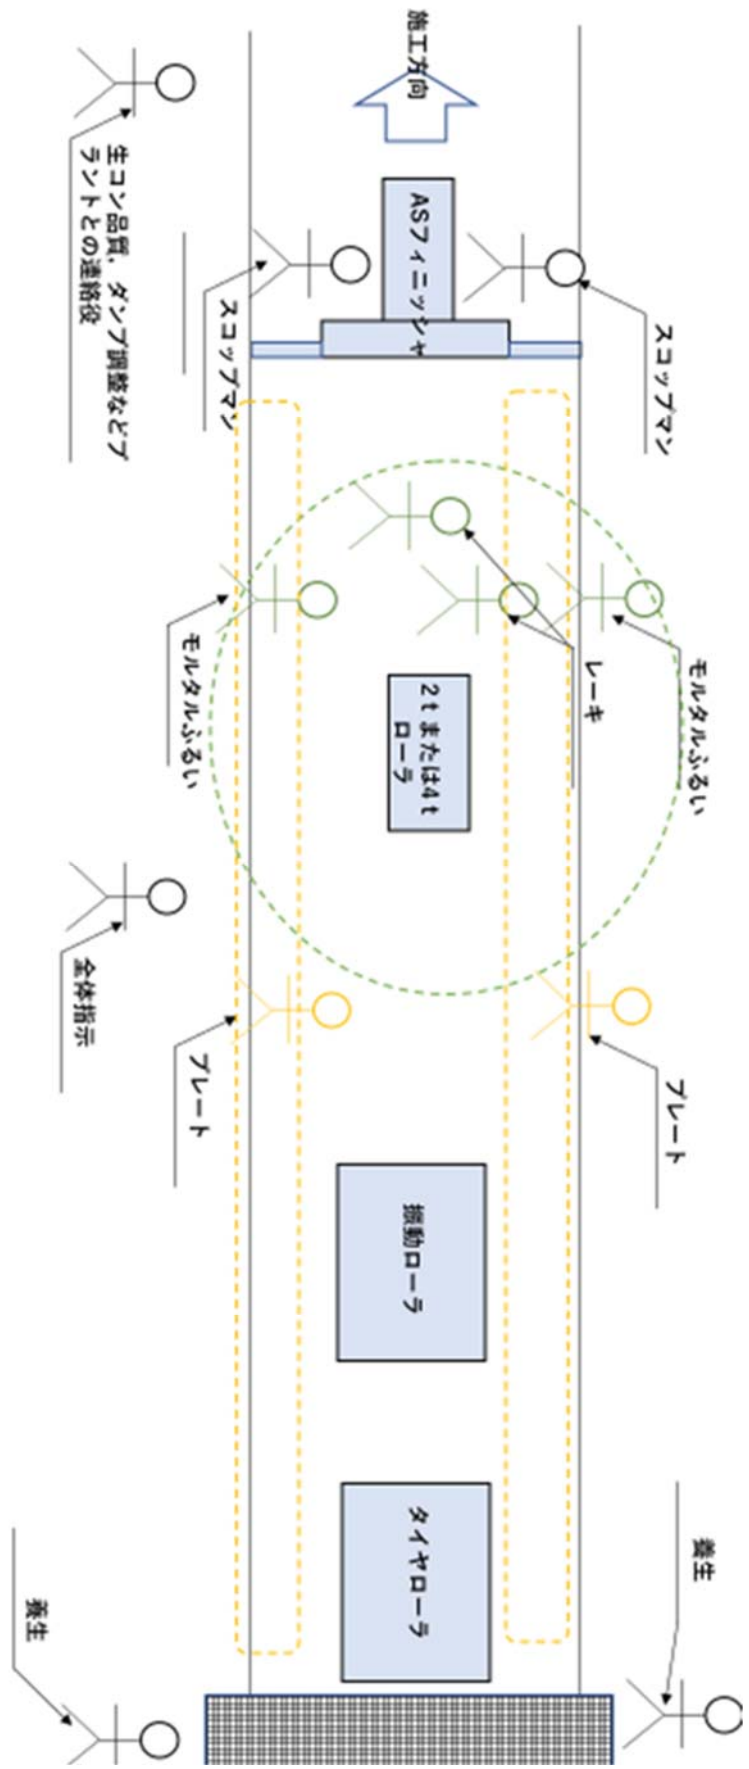 施工方向
生コン品質，ダンプ調整などプ
ラントとの連絡役
ASフィニッシャ
スコップマン
スコップマン
レーキ
モルタルふるい
モルタルふるい
2tまたは4t
ローラ
全体指示
プレート
プレート
振動ローラ
タイヤローラ
養生
養生